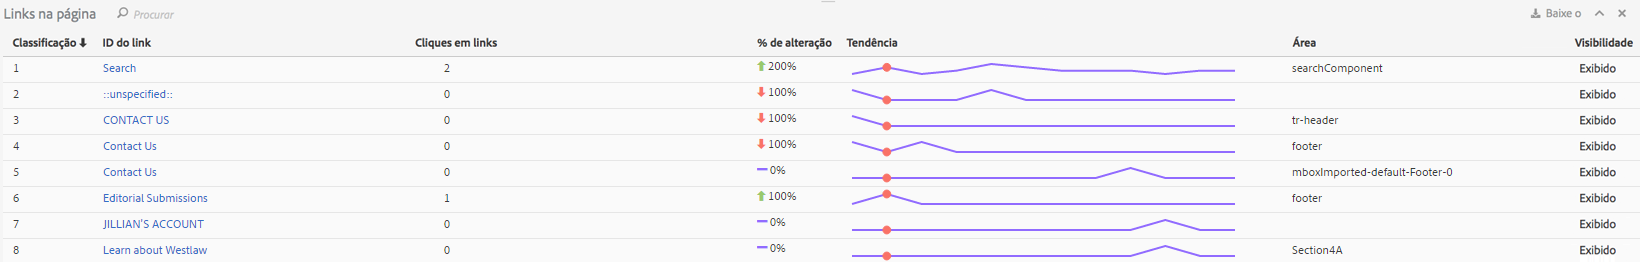 Links na página Procurar Baixe o
Classificação ID do link Cliques em links % de alteração Tendência Área Visibilidade
1 Search 2 200% searchComponent Exibido
2 ::unspecified:: 0 100% Exibido
3 CONTACT US 0 100% tr-header Exibido
4 Contact Us 0 100% footer Exibido
5 Contact Us 0 0% mboxImported-default-Footer-0 Exibido
6 Editorial Submissions 1 100% footer Exibido
7 JILLIAN'S ACCOUNT 0 0% Exibido
8 Learn about Westlaw 0 0% Section4A Exibido